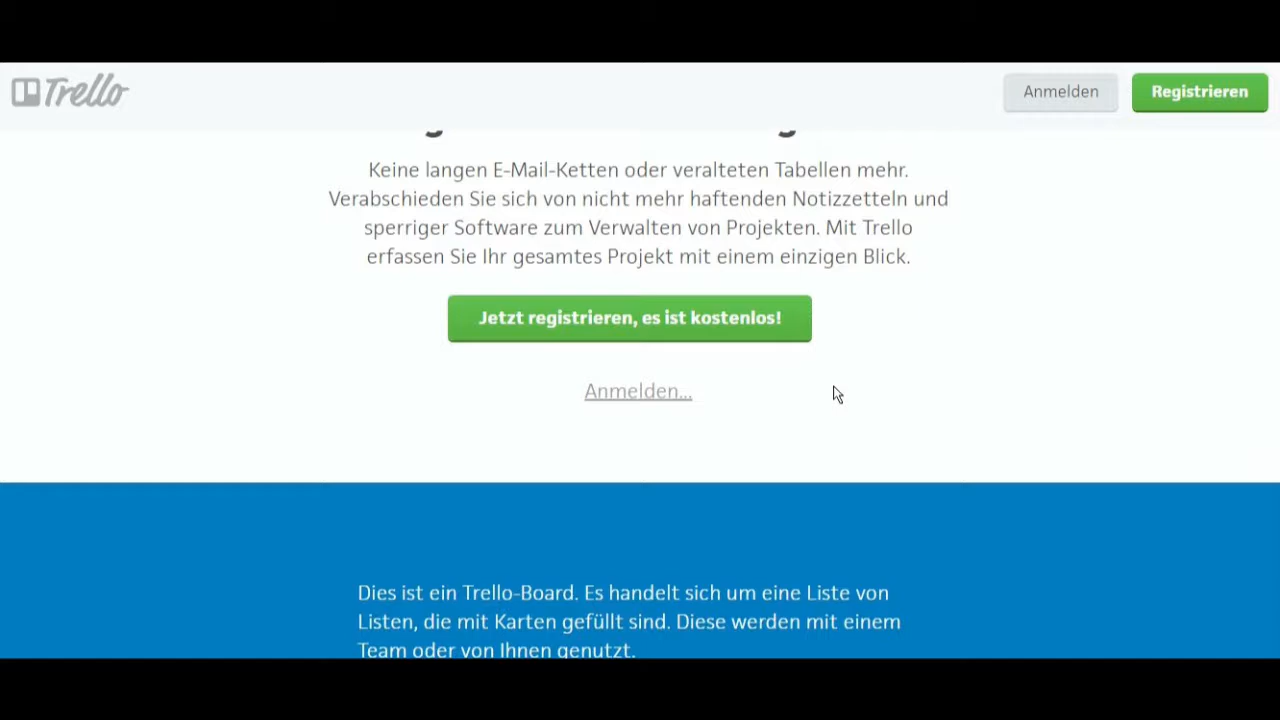 Trello
Anmelden
Registrieren
Keine langen E-Mail-Ketten oder veralteten Tabellen mehr.
Verabschieden Sie sich von nicht mehr haftenden Notizzetteln und
sperriger Software zum Verwalten von Projekten. Mit Trello
erfassen Sie Ihr gesamtes Projekt mit einem einzigen Blick.
Jetzt registrieren, es ist kostenlos!
Anmelden...
Dies ist ein Trello-Board. Es handelt sich um eine Liste von
Listen, die mit Karten gefüllt sind. Diese werden mit einem
Team oder von Ihnen genutzt.